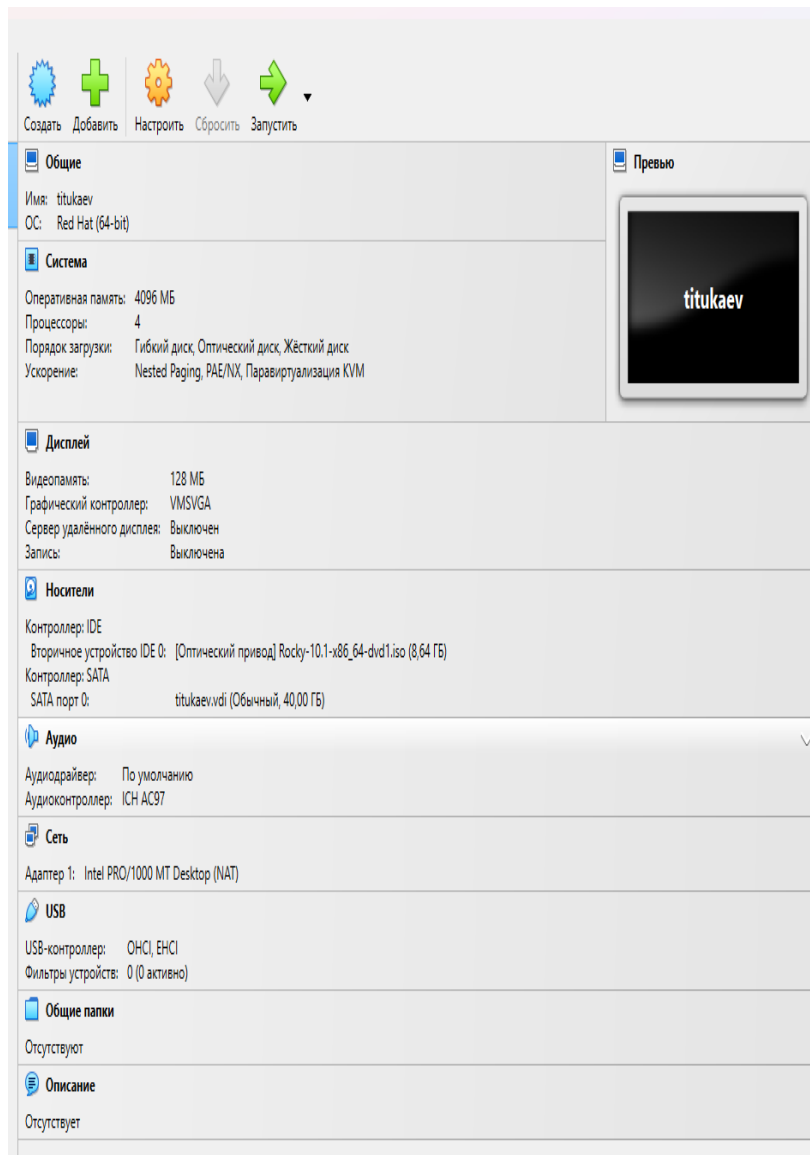 Создать Добавить Настроить Сбросить Запустить
Общие
Имя: titukaev
ОС: Red Hat (64-bit)
Превью
titukaev
Система
Оперативная память: 4096 МБ
Процессоры: 4
Порядок загрузки: Гибкий диск, Оптический диск, Жёсткий диск
Ускорение: Nested Paging, PAE/NX, Паравиртуализация KVM
Дисплей
Видеопамять: 128 МБ
Графический контроллер: VMSVGA
Сервер удалённого дисплея: Выключен
Запись: Выключена
Носители
Контроллер: IDE
Вторичное устройство IDE 0: [Оптический привод] Rocky-10.1-x86_64-dvd1.iso (8,64 ГБ)
Контроллер: SATA
SATA порт 0: titukaev.vdi (Обычный, 40,00 ГБ)
Аудио
Аудиодрайвер: По умолчанию
Аудиоконтроллер: ICH AC97
Сеть
Адаптер 1: Intel PRO/1000 MT Desktop (NAT)
USB
USB-контроллер: OHCI, EHCI
Фильтры устройств: 0 (0 активно)
Общие папки
Отсутствуют
Описание
Отсутствует